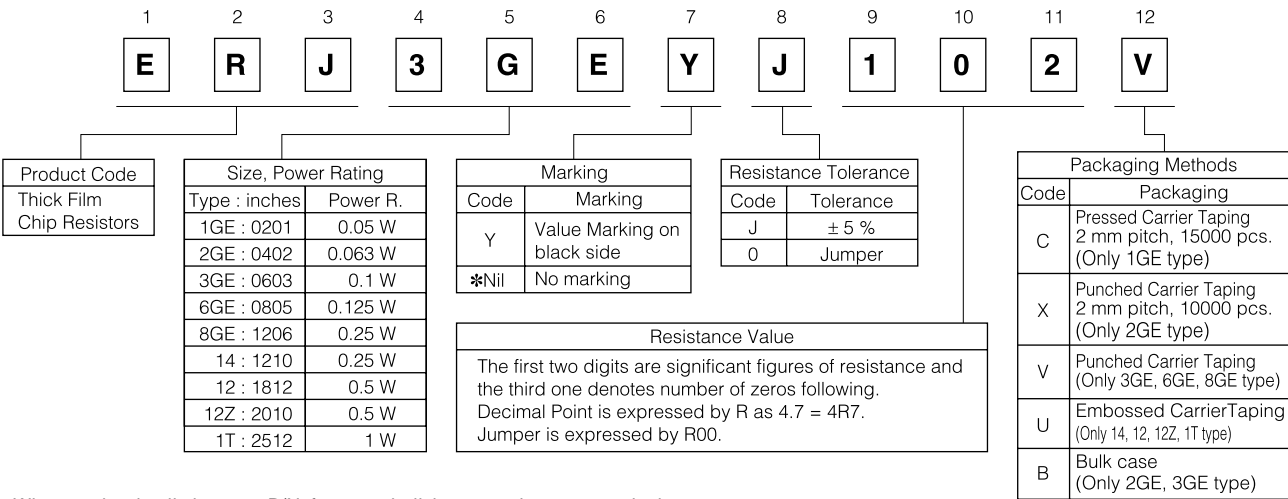 1 2 3 4 5 6 7 8 9 10 11 12
E R J 3 G E Y J 1 0 2 V
Product Code
Thick Film
Chip Resistors
Size, Power Rating
Type : inches Power R.
1GE : 0201 0.05 W
2GE : 0402 0.063 W
3GE : 0603 0.1 W
6GE : 0805 0.125 W
8GE : 1206 0.25 W
14 : 1210 0.25 W
12 : 1812 0.5 W
12Z : 2010 0.5 W
1T : 2512 1 W
Marking
Code Marking
Y Value Marking on
black side
✽Nil No marking
Resistance Tolerance
Code Tolerance
J ± 5 %
0 Jumper
Resistance Value
The first two digits are significant figures of resistance and
the third one denotes number of zeros following.
Decimal Point is expressed by R as 4.7 = 4R7.
Jumper is expressed by R00.
Packaging Methods
Code Packaging
C Pressed Carrier Taping
2 mm pitch, 15000 pcs.
(Only 1GE type)
X Punched Carrier Taping
2 mm pitch, 10000 pcs.
(Only 2GE type)
V Punched Carrier Taping
(Only 3GE, 6GE, 8GE type)
U Embossed CarrierTaping
(Only 14, 12, 12Z, 1T type)
B Bulk case
(Only 2GE, 3GE type)